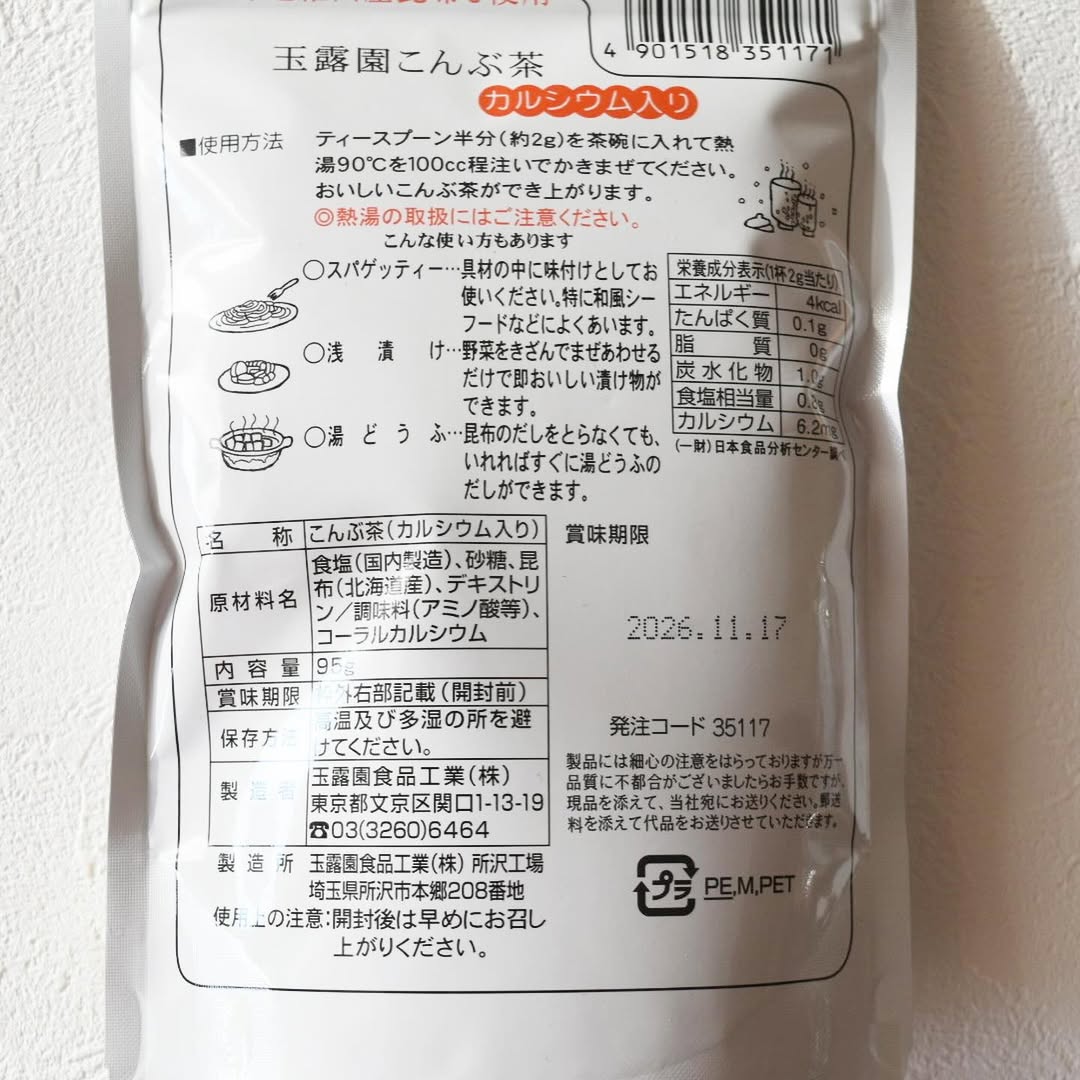 4 901518 351171
玉露園こんぶ茶
カルシウム入り
■使用方法
ティースプーン半分(約2g)を茶碗に入れて熱
湯90℃を100cc程注いでかきまぜてください。
おいしいこんぶ茶ができ上がります。
◎熱湯の取扱にはご注意ください。
こんな使い方もあります
○スパゲッティー…具材の中に味付けとしてお
使いください。特に和風シー
フードなどによくあいます。
○浅漬け…野菜をきざんでまぜあわせる
だけで即おいしい漬け物が
できます。
○湯どうふ…昆布のだしをとらなくても、
いれればすぐに湯どうふの
だしができます。
栄養成分表示(1杯2g当たり)
エネルギー 4kcal
たんぱく質 0.1g
脂質 0g
炭水化物 1.0g
食塩相当量
カルシウム 6.2mg
(一財)日本食品分析センター
名称 こんぶ茶(カルシウム入り)
原材料名 食塩(国内製造)、砂糖、昆
布(北海道産)、デキストリ
ン/調味料(アミノ酸等)、
コーラルカルシウム
内容量 95g
賞味期限 枠外右部記載(開封前)
保存方法 高温及び多湿の所を避
けてください。
製造者 玉露園食品工業(株)
東京都文京区関口1-13-19
☎03(3260)6464
製造所 玉露園食品工業(株) 所沢工場
埼玉県所沢市本郷208番地
使用上の注意:開封後は早めにお召し
上がりください。
賞味期限
2026.11.17
発注コード 35117
製品には細心の注意をはらっておりますが万一
品質に不都合がございましたらお手数ですが、
現品を添えて、当社宛にお送りください。郵送
料を添えて代品をお送りさせていただきます。
プラ PE,M,PET